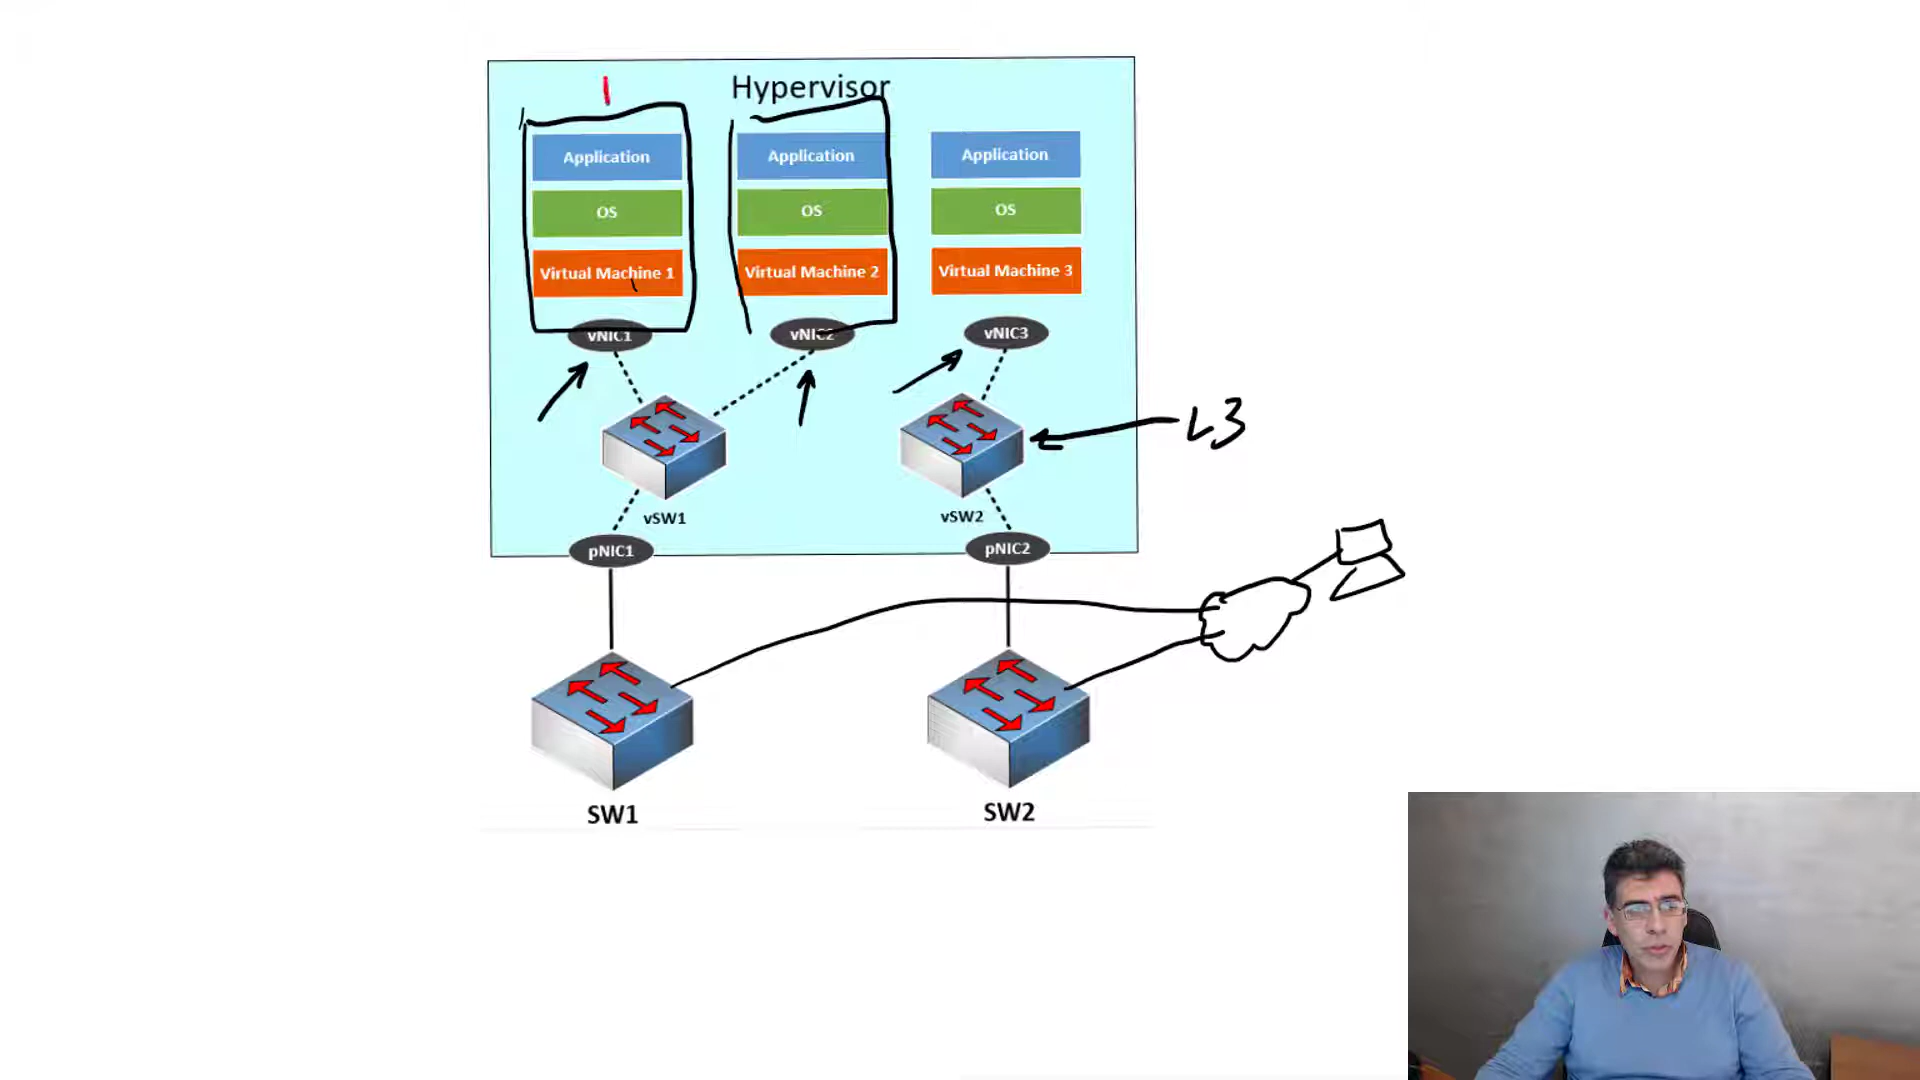 Hypervisor
Application Application Application
OS OS OS
Virtual Machine 1 Virtual Machine 2 Virtual Machine 3
vNIC1 vNIC2 vNIC3
L3
vSW1 vSW2
pNIC1 pNIC2
SW1 SW2